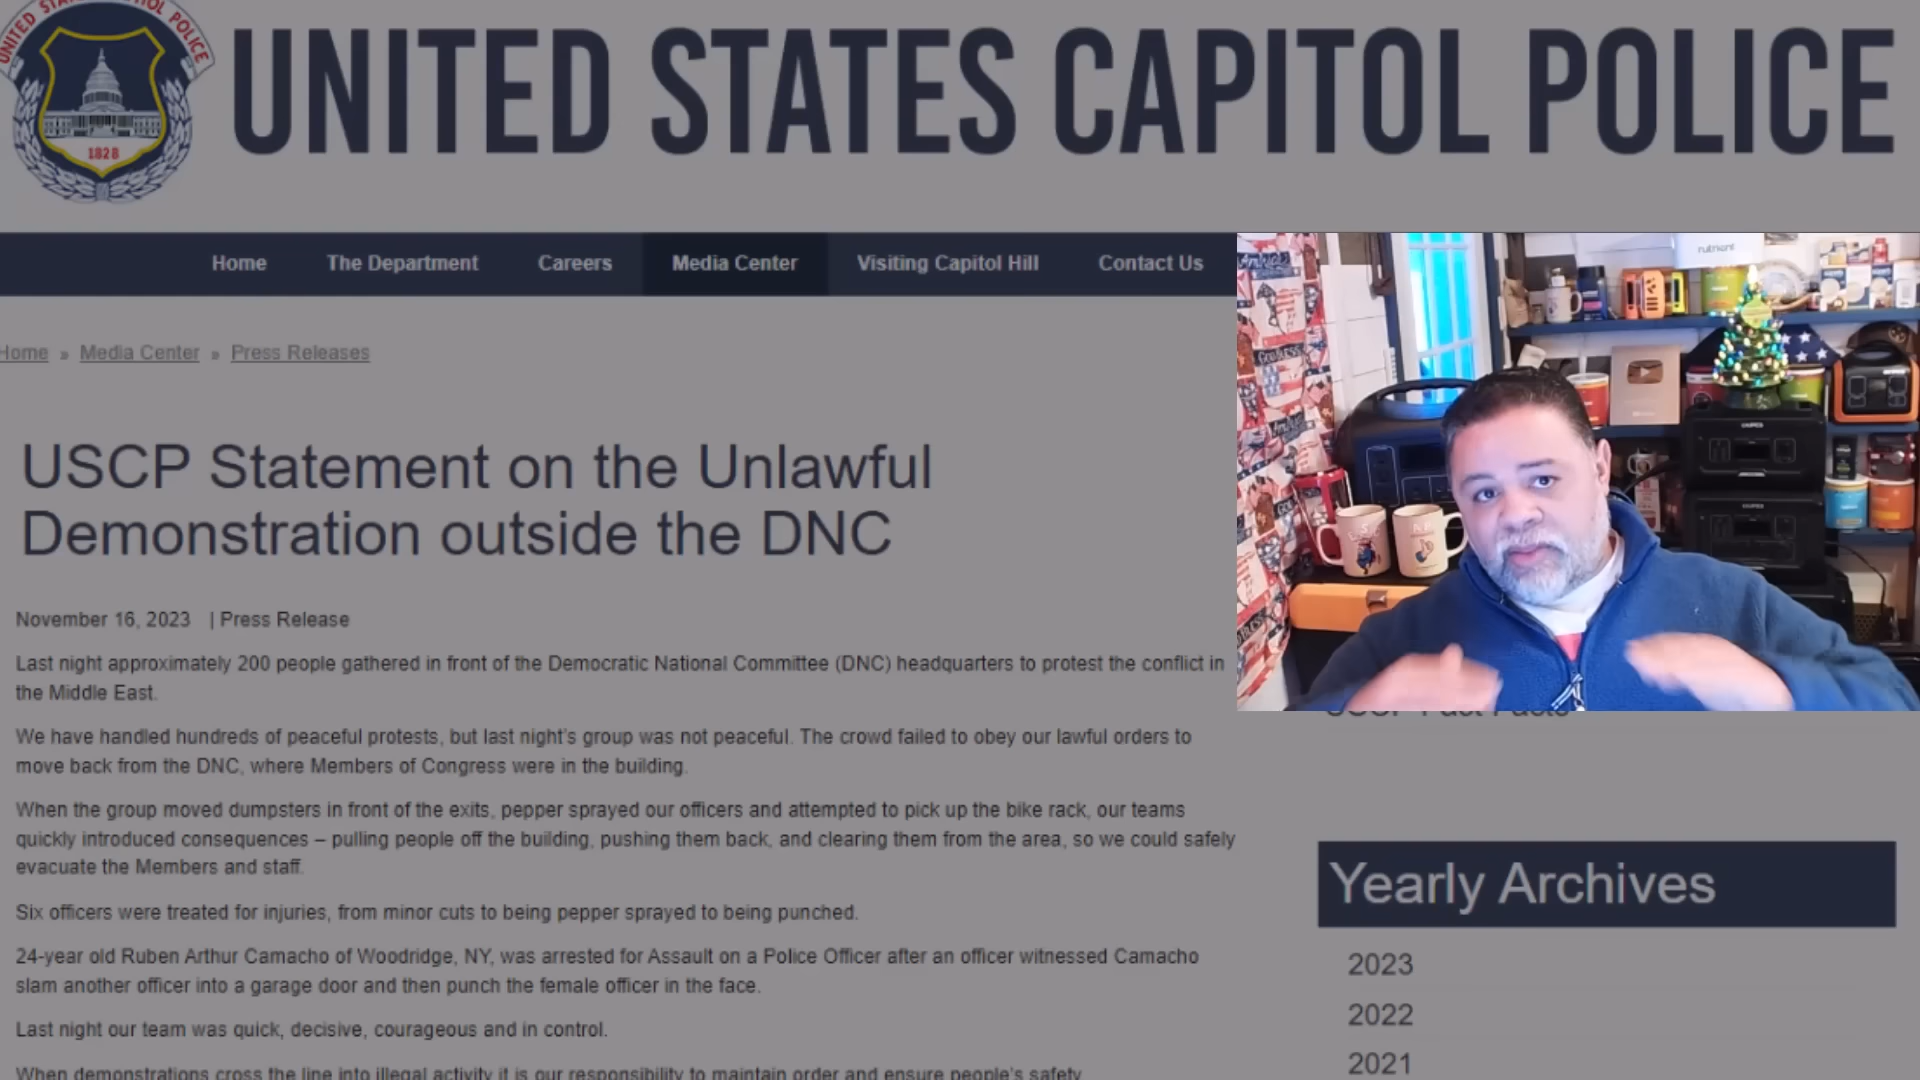 UNITED STATES CAPITOL POLICE
1828
UNITED STATES CAPITOL POLICE
Home The Department Careers Media Center Visiting Capitol Hill Contact Us
nutrient
Home » Media Center » Press Releases
USCP Statement on the Unlawful
Demonstration outside the DNC
November 16, 2023 | Press Release
Last night approximately 200 people gathered in front of the Democratic National Committee (DNC) headquarters to protest the conflict in
the Middle East.
We have handled hundreds of peaceful protests, but last night's group was not peaceful. The crowd failed to obey our lawful orders to
move back from the DNC, where Members of Congress were in the building.
When the group moved dumpsters in front of the exits, pepper sprayed our officers and attempted to pick up the bike rack, our teams
quickly introduced consequences – pulling people off the building, pushing them back, and clearing them from the area, so we could safely
evacuate the Members and staff.
Six officers were treated for injuries, from minor cuts to being pepper sprayed to being punched.
24-year old Ruben Arthur Camacho of Woodridge, NY, was arrested for Assault on a Police Officer after an officer witnessed Camacho
slam another officer into a garage door and then punch the female officer in the face.
Last night our team was quick, decisive, courageous and in control.
When demonstrations cross the line into illegal activity it is our responsibility to maintain order and ensure people's safety
Yearly Archives
2023
2022
2021